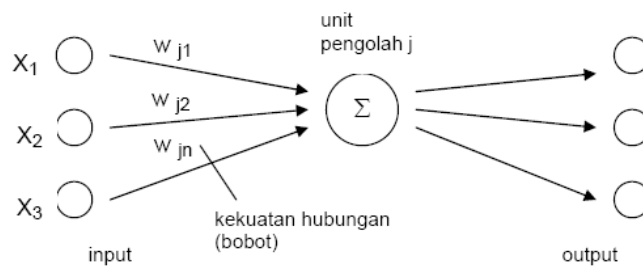 unit
pengolah j
X1
W j1
Σ
X2
W j2
X3
W jn
kekuatan hubungan
(bobot)
input
output